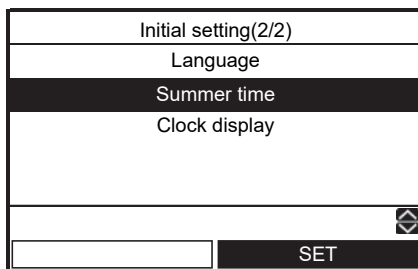 Initial setting(2/2)
Language
Summer time
Clock display
SET